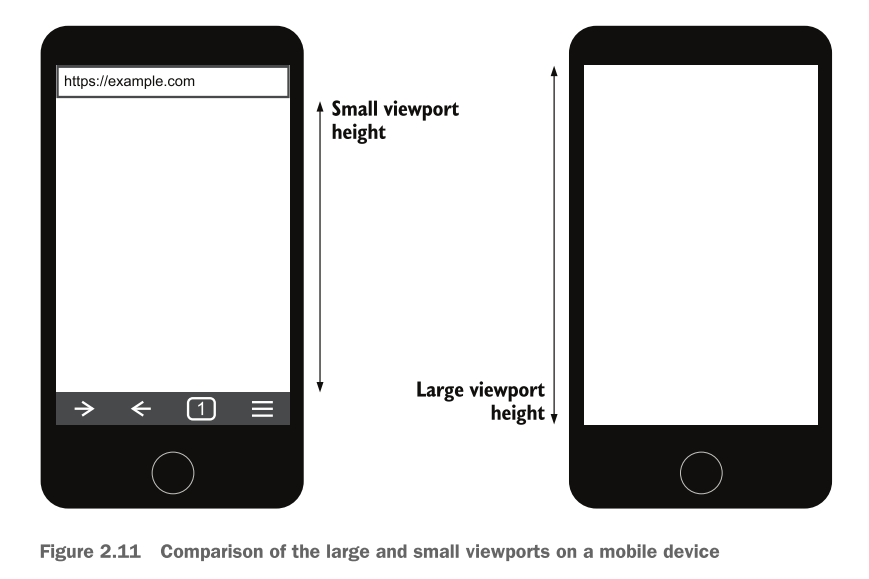 https://example.com
Small viewport
height
Large viewport
height
1
Figure 2.11 Comparison of the large and small viewports on a mobile device